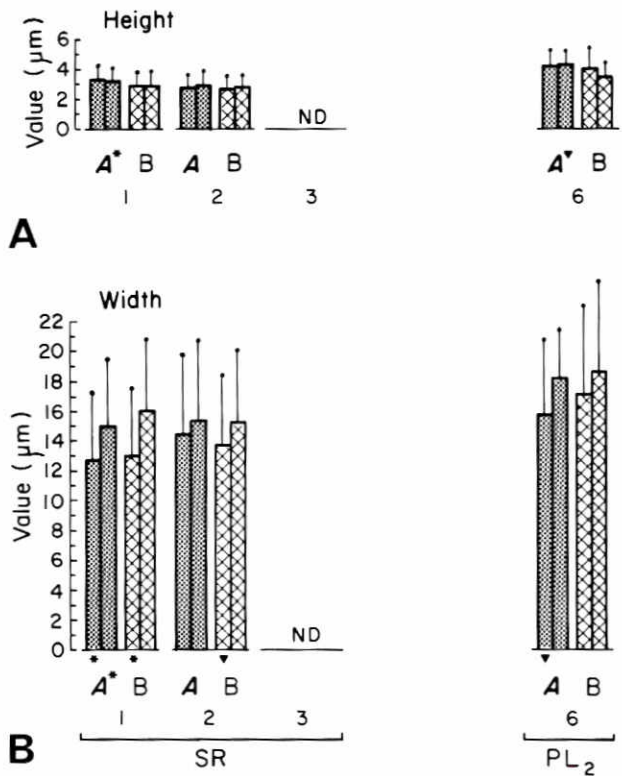 Height
Value (μm)
6
4
2
0
ND
A* B A B A▼ B
1 2 3 6
A
Width
Value (μm)
22
20
18
16
14
12
10
8
6
4
2
0
ND
* * ▼ ▼
A* B A B A B
1 2 3 6
B
SR PL2